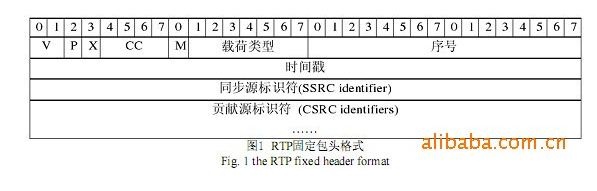 0 1 2 3 4 5 6 7 0 1 2 3 4 5 6 7 0 1 2 3 4 5 6 7 0 1 2 3 4 5 6 7
V P X CC M 载荷类型 序号
时间戳
同步源标识符(SSRC identifier)
贡献源标识符 (CSRC identifiers)
……
图1 RTP固定包头格式
Fig. 1 the RTP fixed header format
alibaba.com.cn